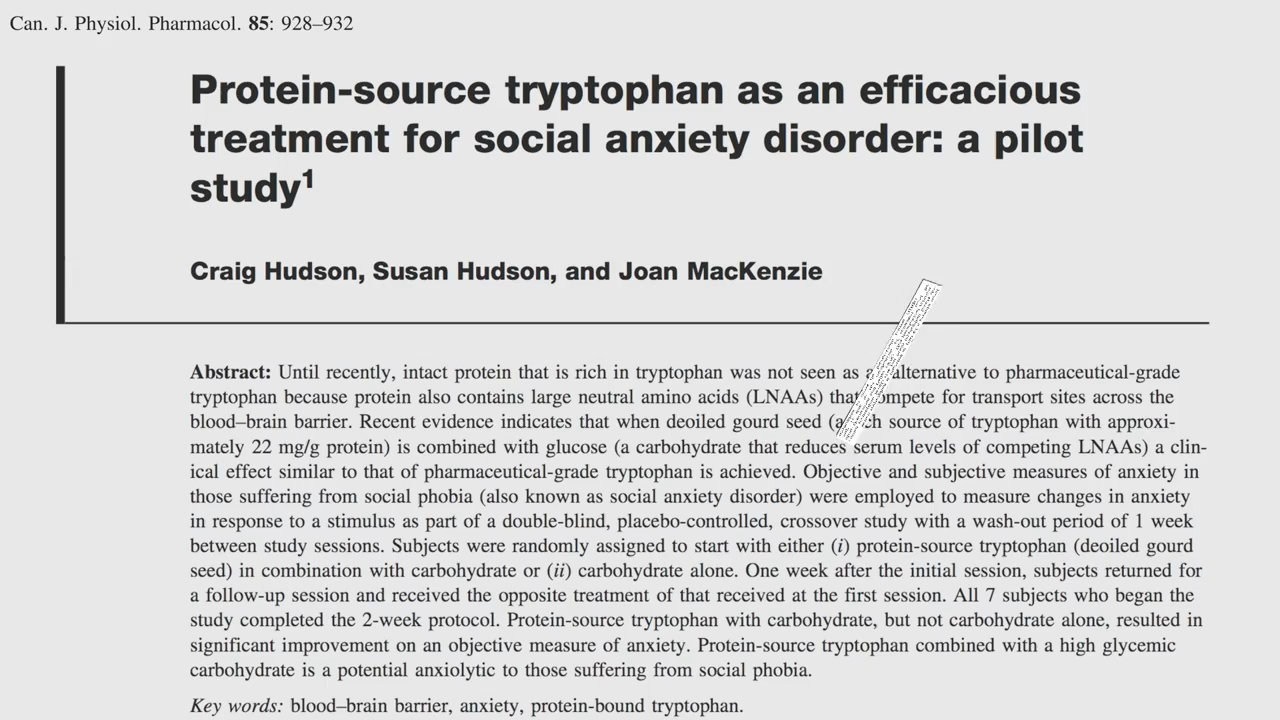 Can. J. Physiol. Pharmacol. 85: 928–932
Protein-source tryptophan as an efficacious
treatment for social anxiety disorder: a pilot
study1
Craig Hudson, Susan Hudson, and Joan MacKenzie
Abstract: Until recently, intact protein that is rich in tryptophan was not seen as alternative to pharmaceutical-grade
tryptophan because protein also contains large neutral amino acids (LNAAs) that compete for transport sites across the
blood–brain barrier. Recent evidence indicates that when deoiled gourd seed (a rich source of tryptophan with approxi-
mately 22 mg/g protein) is combined with glucose (a carbohydrate that reduces serum levels of competing LNAAs) a clin-
ical effect similar to that of pharmaceutical-grade tryptophan is achieved. Objective and subjective measures of anxiety in
those suffering from social phobia (also known as social anxiety disorder) were employed to measure changes in anxiety
in response to a stimulus as part of a double-blind, placebo-controlled, crossover study with a wash-out period of 1 week
between study sessions. Subjects were randomly assigned to start with either (i) protein-source tryptophan (deoiled gourd
seed) in combination with carbohydrate or (ii) carbohydrate alone. One week after the initial session, subjects returned for
a follow-up session and received the opposite treatment of that received at the first session. All 7 subjects who began the
study completed the 2-week protocol. Protein-source tryptophan with carbohydrate, but not carbohydrate alone, resulted in
significant improvement on an objective measure of anxiety. Protein-source tryptophan combined with a high glycemic
carbohydrate is a potential anxiolytic to those suffering from social phobia.
Key words: blood–brain barrier, anxiety, protein-bound tryptophan.